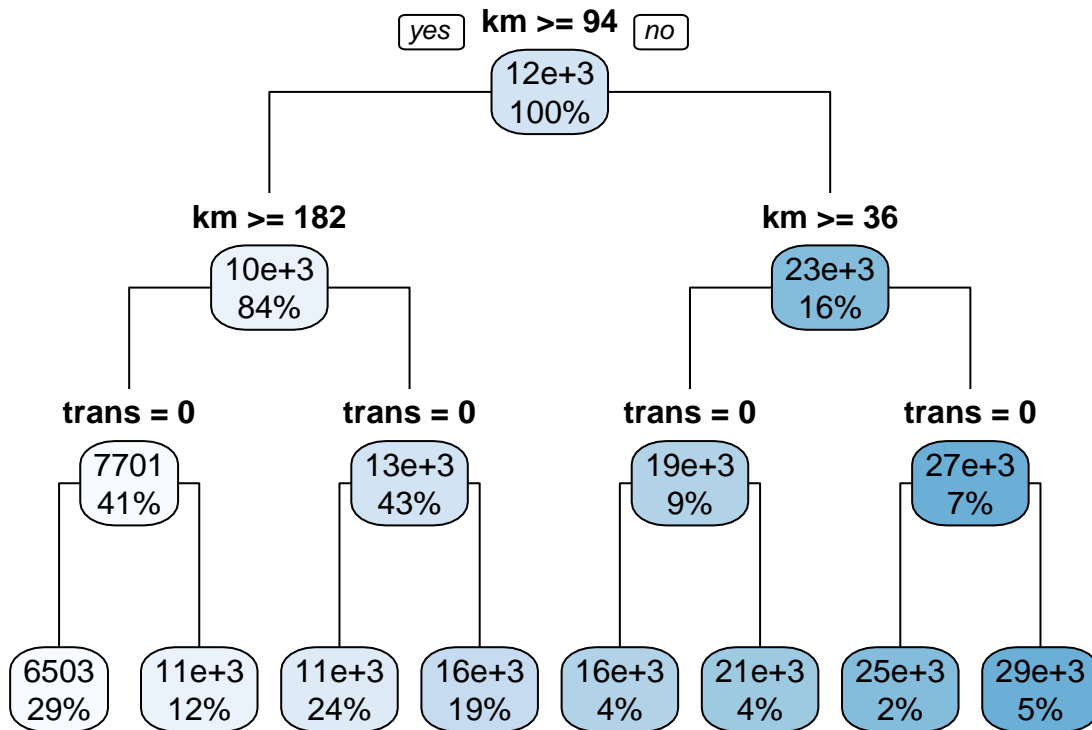 yes km >= 94 no
12e+3
100%
km >= 182 km >= 36
10e+3 23e+3
84% 16%
trans = 0 trans = 0 trans = 0 trans = 0
7701 13e+3 19e+3 27e+3
41% 43% 9% 7%
6503 11e+3 11e+3 16e+3 16e+3 21e+3 25e+3 29e+3
29% 12% 24% 19% 4% 4% 2% 5%